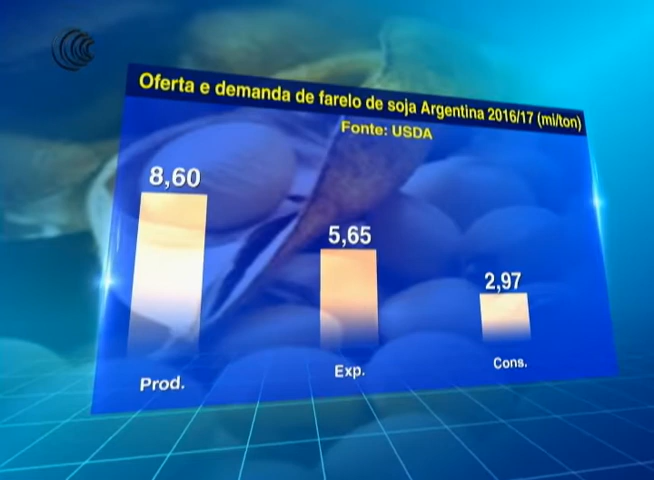 Oferta e demanda de farelo de soja Argentina 2016/17 (mi/ton)
Fonte: USDA
8,60
5,65
2,97
Prod.
Exp.
Cons.